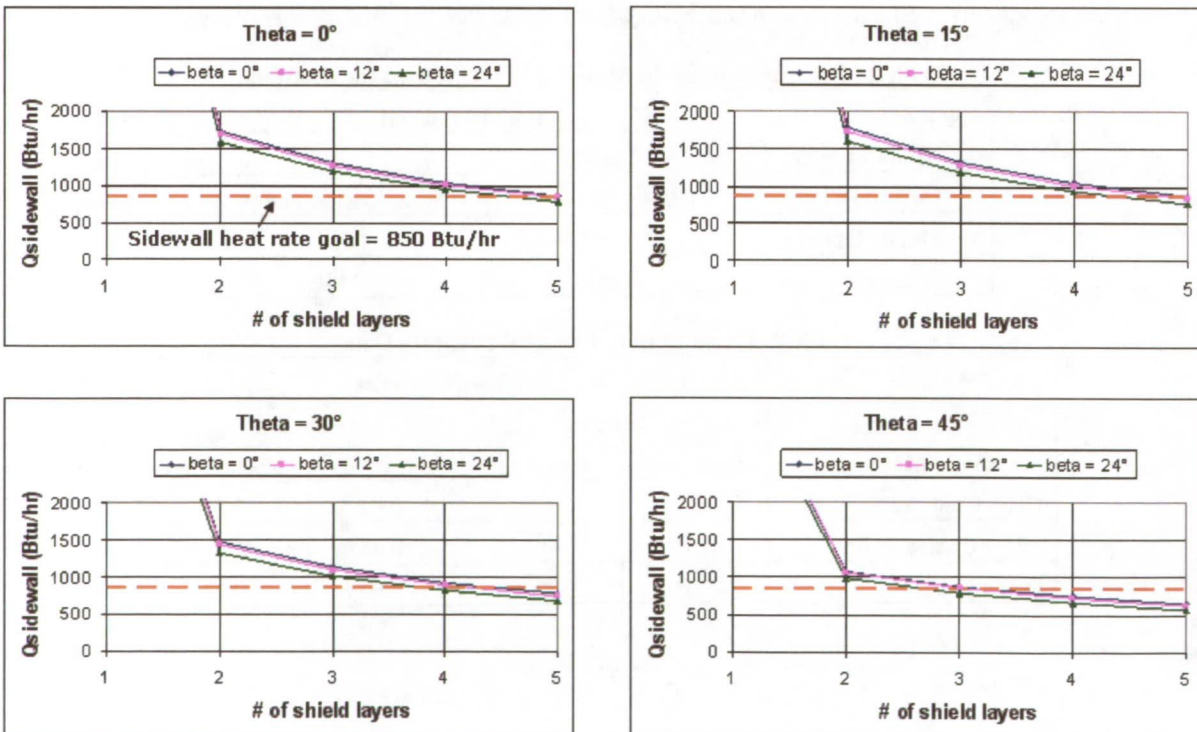 Theta = 0°
beta = 0° beta = 12° beta = 24°
Qsidewall (Btu/hr)
2000
1500
1000
500
0
Sidewall heat rate goal = 850 Btu/hr
1 2 3 4 5
# of shield layers
Theta = 15°
beta = 0° beta = 12° beta = 24°
Qsidewall (Btu/hr)
2000
1500
1000
500
0
1 2 3 4 5
# of shield layers
Theta = 30°
beta = 0° beta = 12° beta = 24°
Qsidewall (Btu/hr)
2000
1500
1000
500
0
1 2 3 4 5
# of shield layers
Theta = 45°
beta = 0° beta = 12° beta = 24°
Qsidewall (Btu/hr)
2000
1500
1000
500
0
1 2 3 4 5
# of shield layers